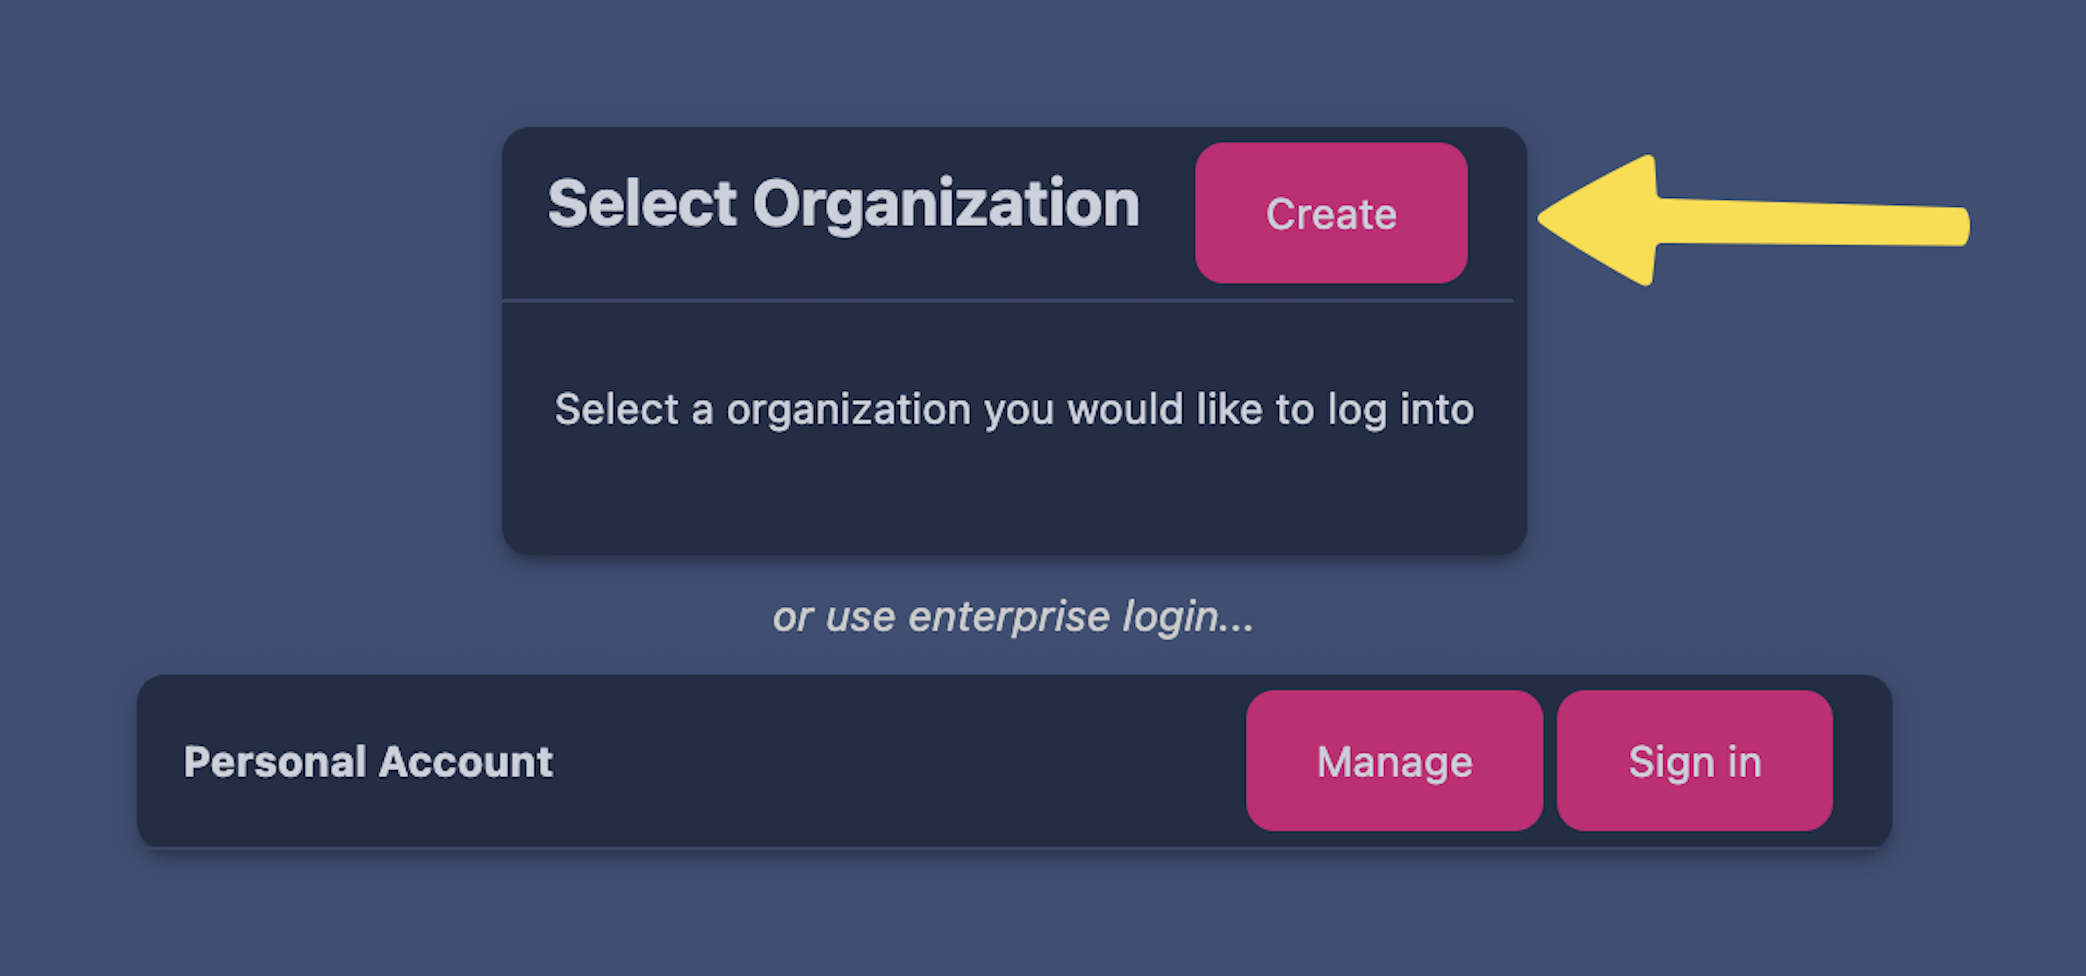 Select Organization
Create
Select a organization you would like to log into
or use enterprise login...
Personal Account
Manage
Sign in